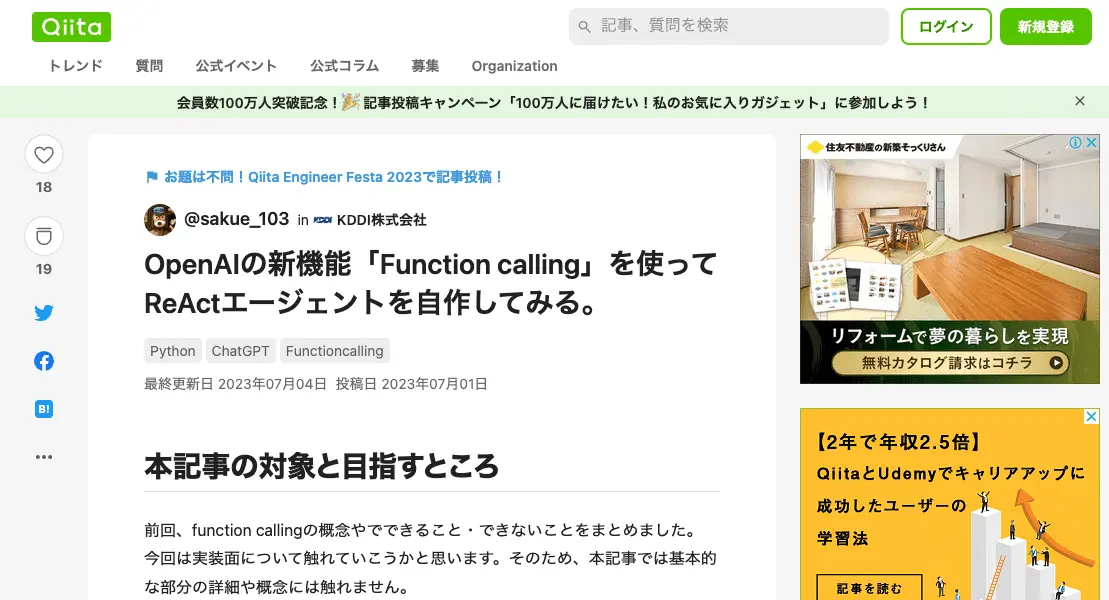 Qiita
記事、質問を検索
ログイン
新規登録
トレンド 質問 公式イベント 公式コラム 募集 Organization
会員数100万人突破記念！🎉記事投稿キャンペーン「100万人に届けたい！私のお気に入りガジェット」に参加しよう！
18
19
B!
お題は不問！Qiita Engineer Festa 2023で記事投稿！
@sakue_103 in KDDI KDDI株式会社
OpenAIの新機能「Function calling」を使って
ReActエージェントを自作してみる。
Python ChatGPT Functioncalling
最終更新日 2023年07月04日 投稿日 2023年07月01日
本記事の対象と目指すところ
前回、function callingの概念やでできること・できないことをまとめました。
今回は実装面について触れていこうかと思います。そのため、本記事では基本的
な部分の詳細や概念には触れません。
住友不動産の新築そっくりさん
リフォームで夢の暮らしを実現
無料カタログ請求はコチラ
【2年で年収2.5倍】
QiitaとUdemyでキャリアアップに
成功したユーザーの
学習法
記事を読む